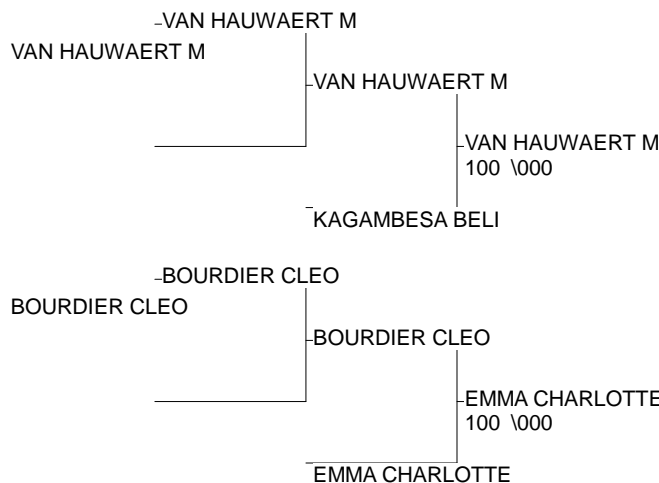 VAN HAUWAERT M
VAN HAUWAERT M
VAN HAUWAERT M
VAN HAUWAERT M
100 \000
KAGAMBESA BELI
BOURDIER CLEO
BOURDIER CLEO
BOURDIER CLEO
EMMA CHARLOTTE
100 \000
EMMA CHARLOTTE